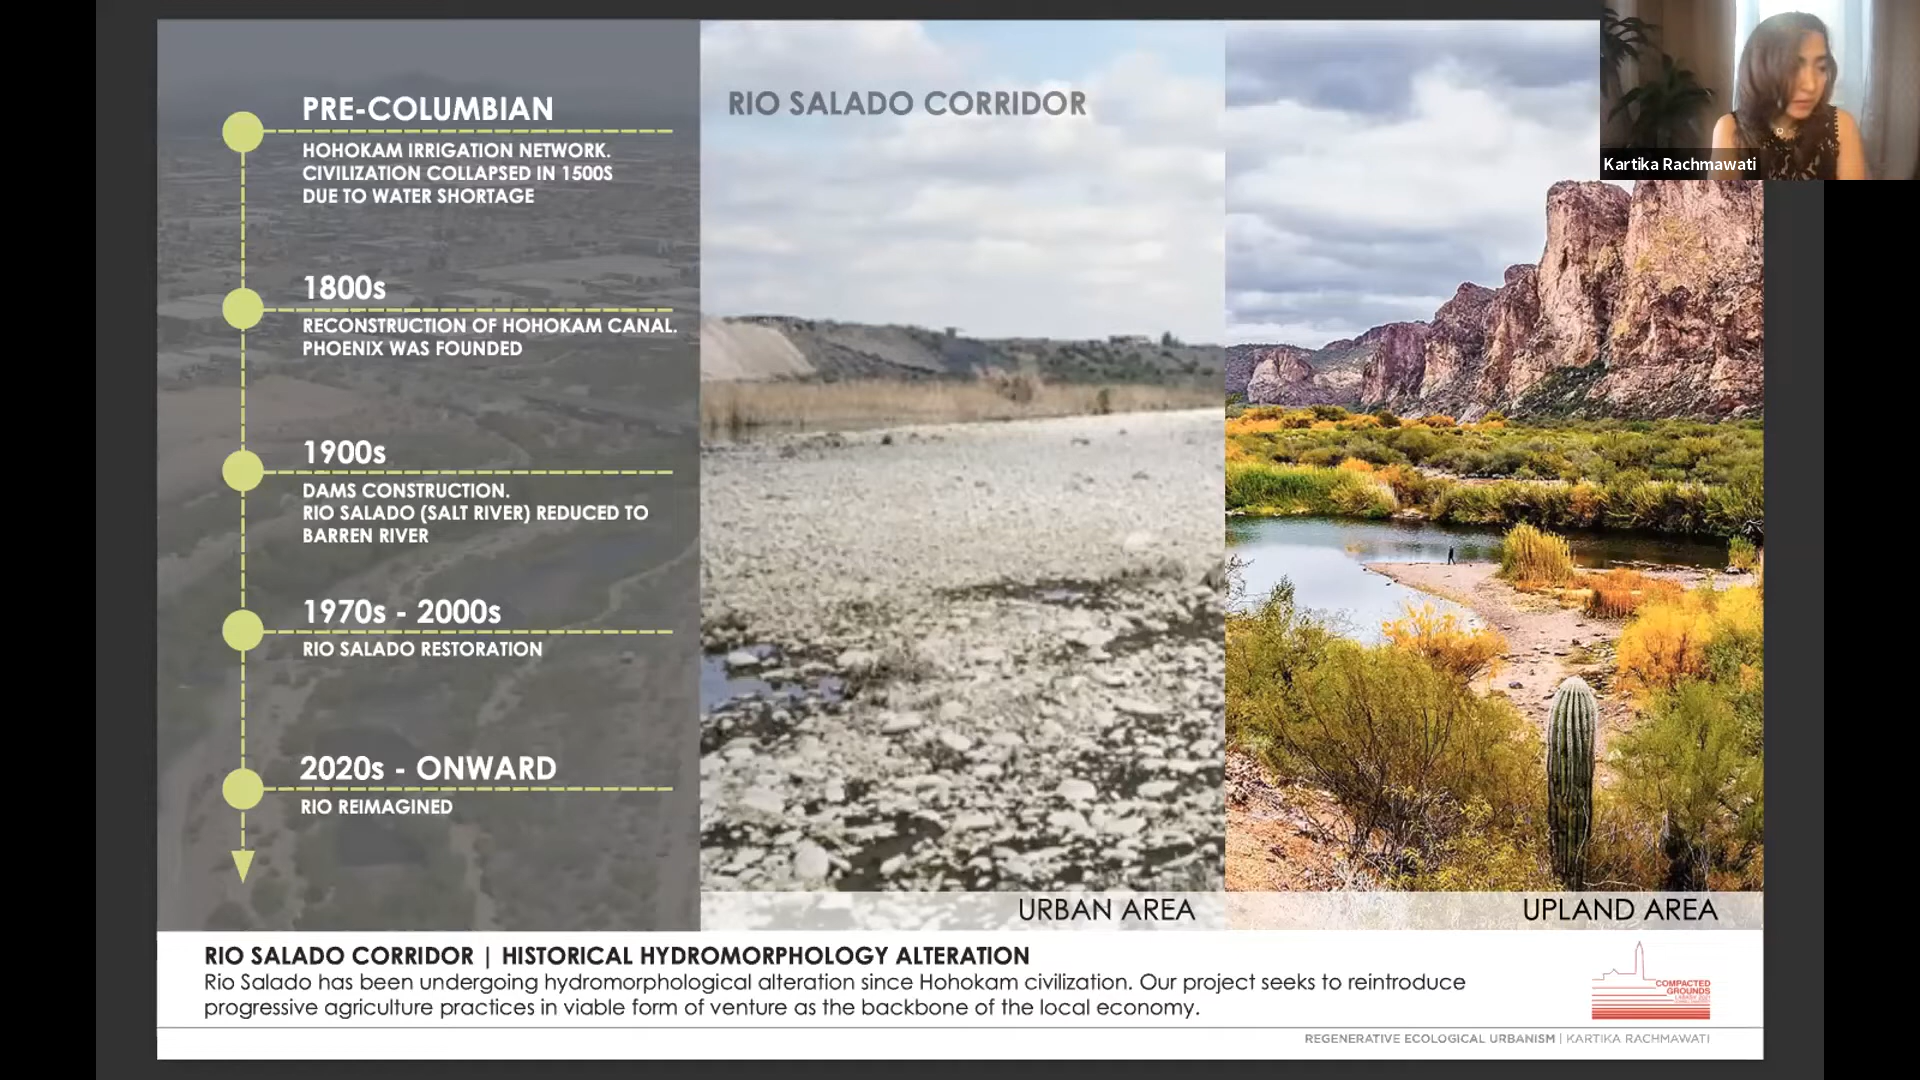 PRE-COLUMBIAN
HOHOKAM IRRIGATION NETWORK.
CIVILIZATION COLLAPSED IN 1500S
DUE TO WATER SHORTAGE
1800s
RECONSTRUCTION OF HOHOKAM CANAL.
PHOENIX WAS FOUNDED
1900s
DAMS CONSTRUCTION.
RIO SALADO (SALT RIVER) REDUCED TO
BARREN RIVER
1970s - 2000s
RIO SALADO RESTORATION
2020s - ONWARD
RIO REIMAGINED
RIO SALADO CORRIDOR
URBAN AREA
UPLAND AREA
Kartika Rachmawati
RIO SALADO CORRIDOR | HISTORICAL HYDROMORPHOLOGY ALTERATION
Rio Salado has been undergoing hydromorphological alteration since Hohokam civilization. Our project seeks to reintroduce
progressive agriculture practices in viable form of venture as the backbone of the local economy.
COMPACTED
GROUNDS
REGENERATIVE ECOLOGICAL URBANISM | KARTIKA RACHMAWATI